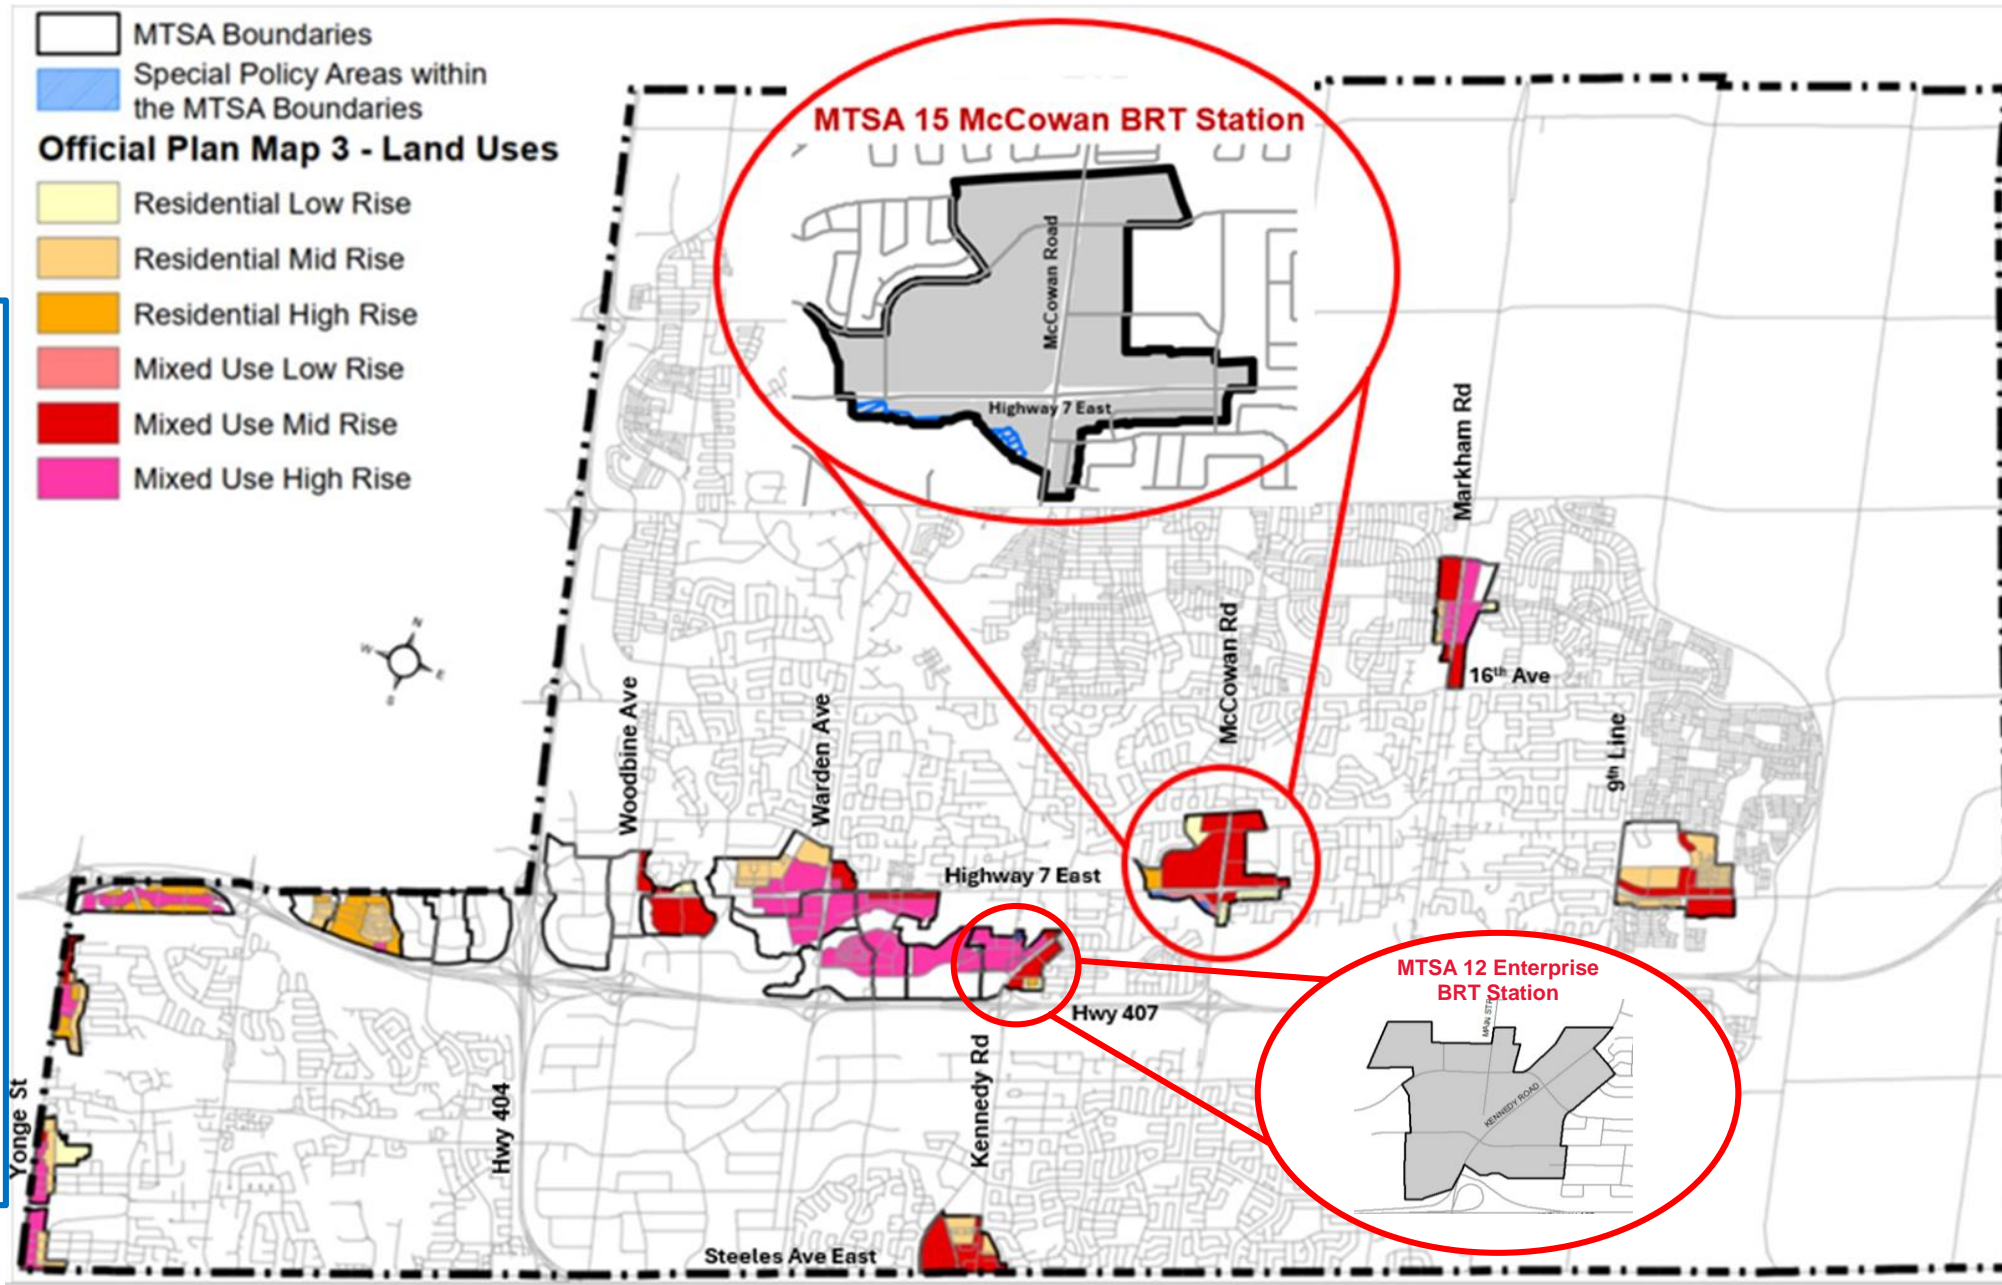 MTSA Boundaries
Special Policy Areas within
the MTSA Boundaries
Official Plan Map 3 - Land Uses
Residential Low Rise
Residential Mid Rise
Residential High Rise
Mixed Use Low Rise
Mixed Use Mid Rise
Mixed Use High Rise
MTSA 15 McCowan BRT Station
McCowan Road
Highway 7 East
N
W
E
S
Markham Rd
16th Ave
McCowan Rd
9th Line
Woodbine Ave
Warden Ave
Highway 7 East
Hwy 407
Kennedy Rd
Hwy 404
Yonge St
Steeles Ave East
MTSA 12 Enterprise
BRT Station
KENNEDY ROAD